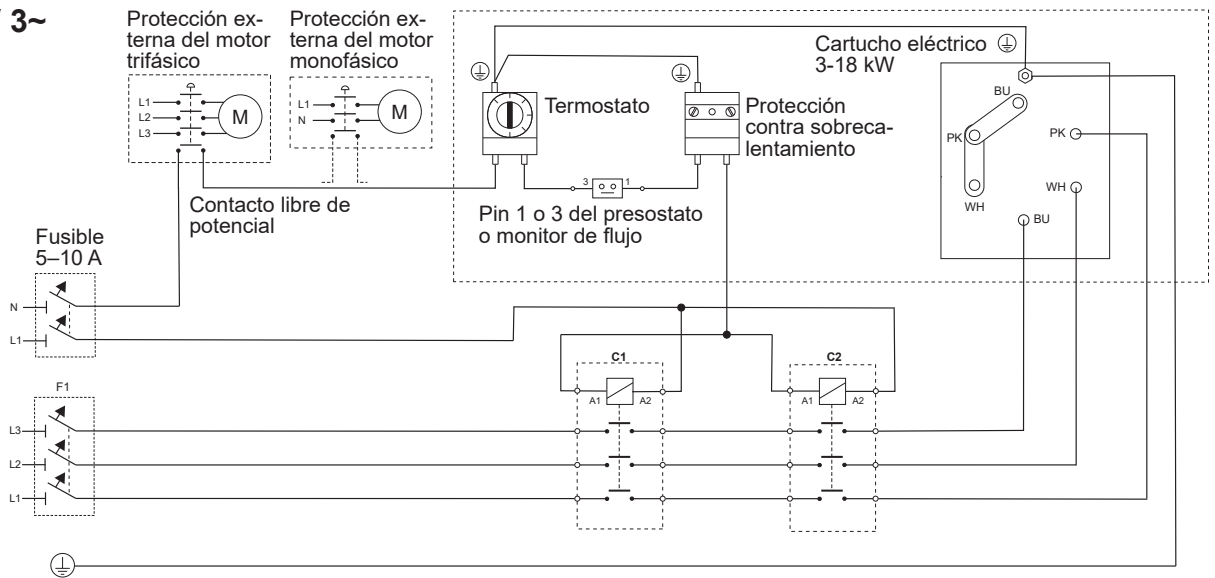 3~
Protección ex-
terna del motor
trifásico
Protección ex-
terna del motor
monofásico
L1
L2
L3
M
L1
N
M
Termostato
Protección
contra sobreca-
lentamiento
Cartucho eléctrico
3-18 kW
BU
PK
WH
PK
WH
BU
3
1
Pin 1 o 3 del presostato
o monitor de flujo
Contacto libre de
potencial
Fusible
5–10 A
N
L1
C1
A1
A2
C2
A1
A2
F1
L3
L2
L1